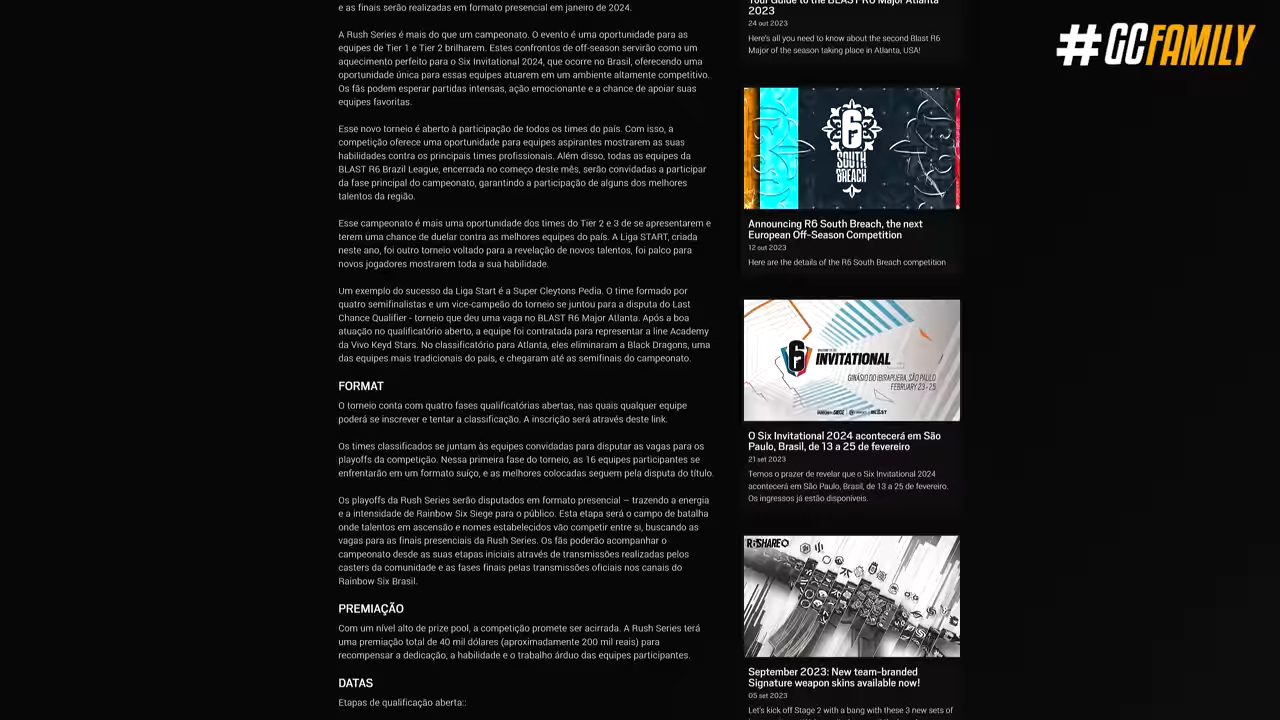 e as finais serão realizadas em formato presencial em janeiro de 2024.
A Rush Series é mais do que um campeonato. O evento é uma oportunidade para as
equipes de Tier 1 e Tier 2 brilharem. Estes confrontos de off-season servirão como um
aquecimento perfeito para o Six Invitational 2024, que ocorre no Brasil, oferecendo uma
oportunidade única para essas equipes atuarem em um ambiente altamente competitivo.
Os fãs podem esperar partidas intensas, ação emocionante e a chance de apoiar suas
equipes favoritas.
Esse novo torneio é aberto à participação de todos os times do país. Com isso, a
competição oferece uma oportunidade para equipes aspirantes mostrarem as suas
habilidades contra os principais times profissionais. Além disso, todas as equipes da
BLAST R6 Brazil League, encerrada no começo deste mês, serão convidadas a participar
da fase principal do campeonato, garantindo a participação de alguns dos melhores
talentos da região.
Esse campeonato é mais uma oportunidade dos times do Tier 2 e 3 de se apresentarem e
terem uma chance de duelar contra as melhores equipes do país. A Liga START, criada
neste ano, foi outro torneio voltado para a revelação de novos talentos, foi palco para
novos jogadores mostrarem toda a sua habilidade.
Um exemplo do sucesso da Liga Start é a Super Cleytons Pedia. O time formado por
quatro semifinalistas e um vice-campeão do torneio se juntou para a disputa do Last
Chance Qualifier - torneio que deu uma vaga no BLAST R6 Major Atlanta. Após a boa
atuação no qualificatório aberto, a equipe foi contratada para representar a line Academy
da Vivo Keyd Stars. No classificatório para Atlanta, eles eliminaram a Black Dragons, uma
das equipes mais tradicionais do país, e chegaram até as semifinais do campeonato.
FORMAT
O torneio conta com quatro fases qualificatórias abertas, nas quais qualquer equipe
poderá se inscrever e tentar a classificação. A inscrição será através deste link.
Os times classificados se juntam às equipes convidadas para disputar as vagas para os
playoffs da competição. Nessa primeira fase do torneio, as 16 equipes participantes se
enfrentarão em um formato suíço, e as melhores colocadas seguem pela disputa do título.
Os playoffs da Rush Series serão disputados em formato presencial – trazendo a energia
e a intensidade de Rainbow Six Siege para o público. Esta etapa será o campo de batalha
onde talentos em ascensão e nomes estabelecidos vão competir entre si, buscando as
vagas para as finais presenciais da Rush Series. Os fãs poderão acompanhar o
campeonato desde as suas etapas iniciais através de transmissões realizadas pelos
casters da comunidade e as fases finais pelas transmissões oficiais nos canais do
Rainbow Six Brasil.
PREMIAÇÃO
Com um nível alto de prize pool, a competição promete ser acirrada. A Rush Series terá
uma premiação total de 40 mil dólares (aproximadamente 200 mil reais) para
recompensar a dedicação, a habilidade e o trabalho árduo das equipes participantes.
DATAS
Etapas de qualificação aberta::
Your Guide to the BLAST R6 Major Atlanta
2023
24 out 2023
Here's all you need to know about the second Blast R6
Major of the season taking place in Atlanta, USA!
6
SOUTH
BREACH
Announcing R6 South Breach, the next
European Off-Season Competition
12 out 2023
Here are the details of the R6 South Breach competition
6
INVITATIONAL
GINÁSIO DO IBIRAPUERA, SÃO PAULO
FEBRUARY 23-25
BLAST
O Six Invitational 2024 acontecerá em São
Paulo, Brasil, de 13 a 25 de fevereiro
21 set 2023
Temos o prazer de revelar que o Six Invitational 2024
acontecerá em São Paulo, Brasil, de 13 a 25 de fevereiro.
Os ingressos já estão disponíveis.
R6SHARE
September 2023: New team-branded
Signature weapon skins available now!
05 set 2023
Let's kick off Stage 2 with a bang with these 3 new sets of
#GCFAMILY